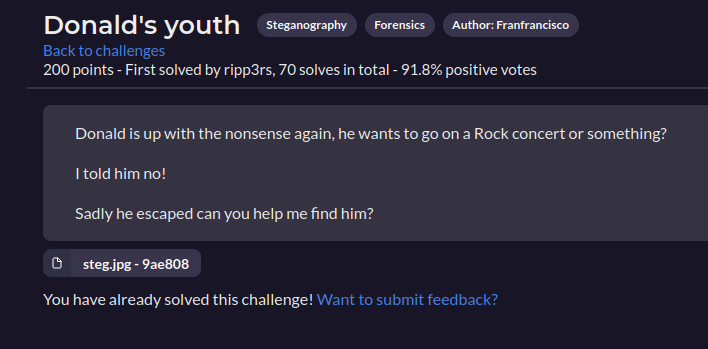 Donald's youth Steganography Forensics Author: Franfrancisco
Back to challenges
200 points - First solved by ripp3rs, 70 solves in total - 91.8% positive votes
Donald is up with the nonsense again, he wants to go on a Rock concert or something?
I told him no!
Sadly he escaped can you help me find him?
steg.jpg - 9ae808
You have already solved this challenge! Want to submit feedback?